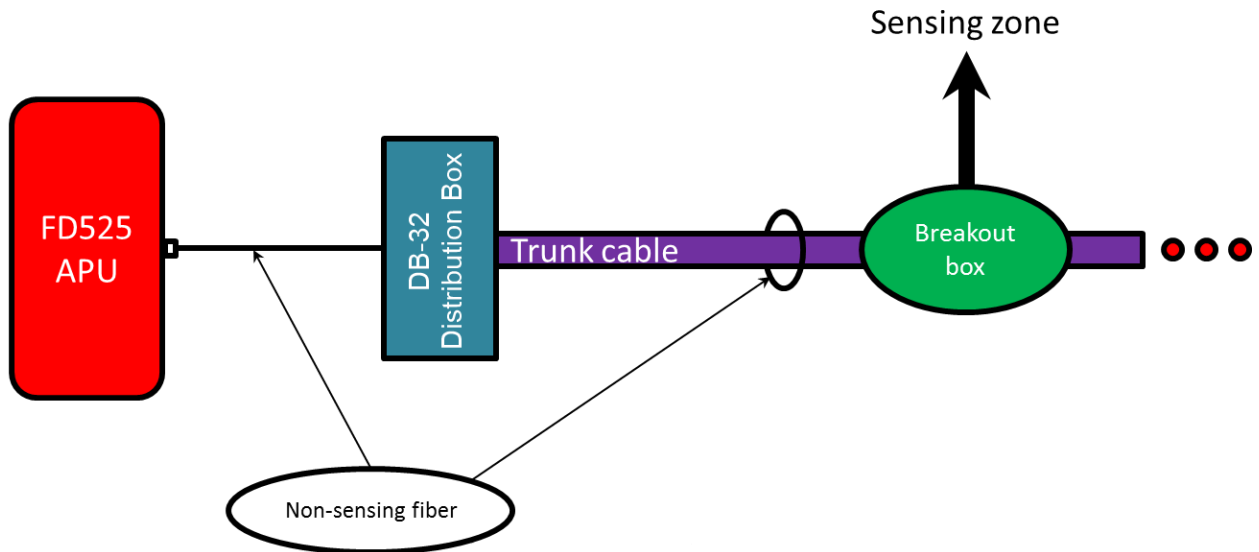 Sensing zone
FD525
APU
DB-32
Distribution Box
Trunk cable
Breakout
box
Non-sensing fiber